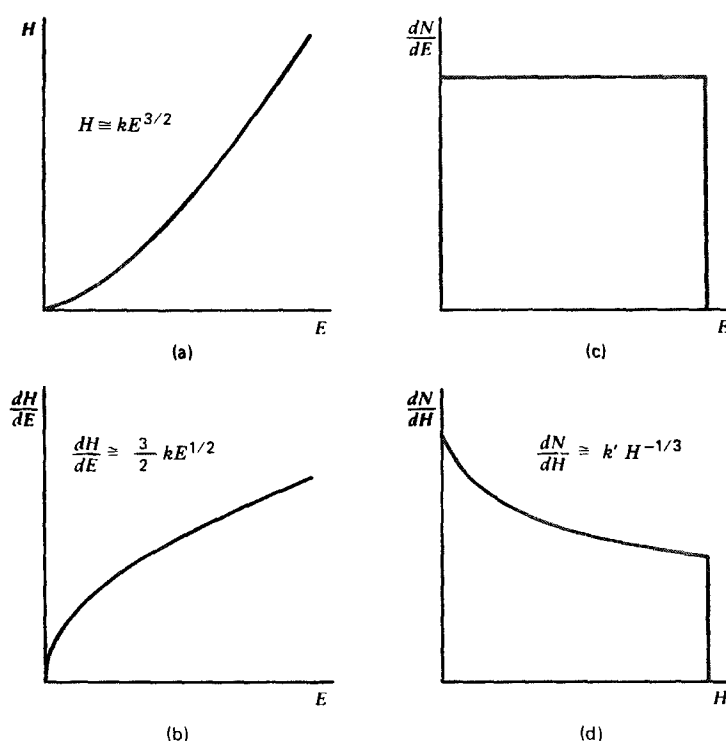 H
H ≅ kE^{3/2}
E
(a)
dN
dE
E
(c)
dH
dE
dH/dE ≅ 3/2 kE^{1/2}
E
(b)
dN
dH
dN/dH ≅ k' H^{-1/3}
H
(d)